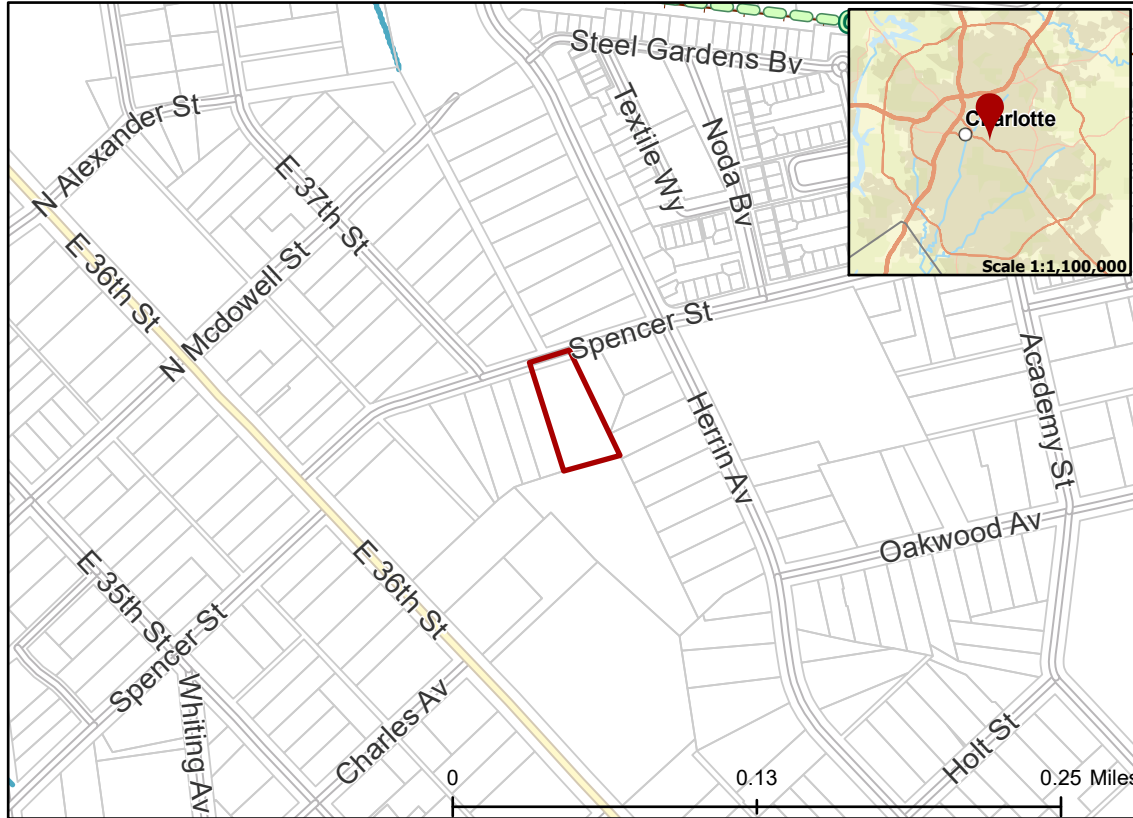 Steel Gardens Bv
Textile Wy
Noda Bv
Charlotte
Scale 1:1,100,000
N Alexander St
E 37th St
E 36th St
N Mcdowell St
Spencer St
Herrin Av
Academy St
Oakwood Av
E 36th St
E 35th St
Spencer St
Whiting Av
Charles Av
Holt St
0
0.13
0.25 Miles